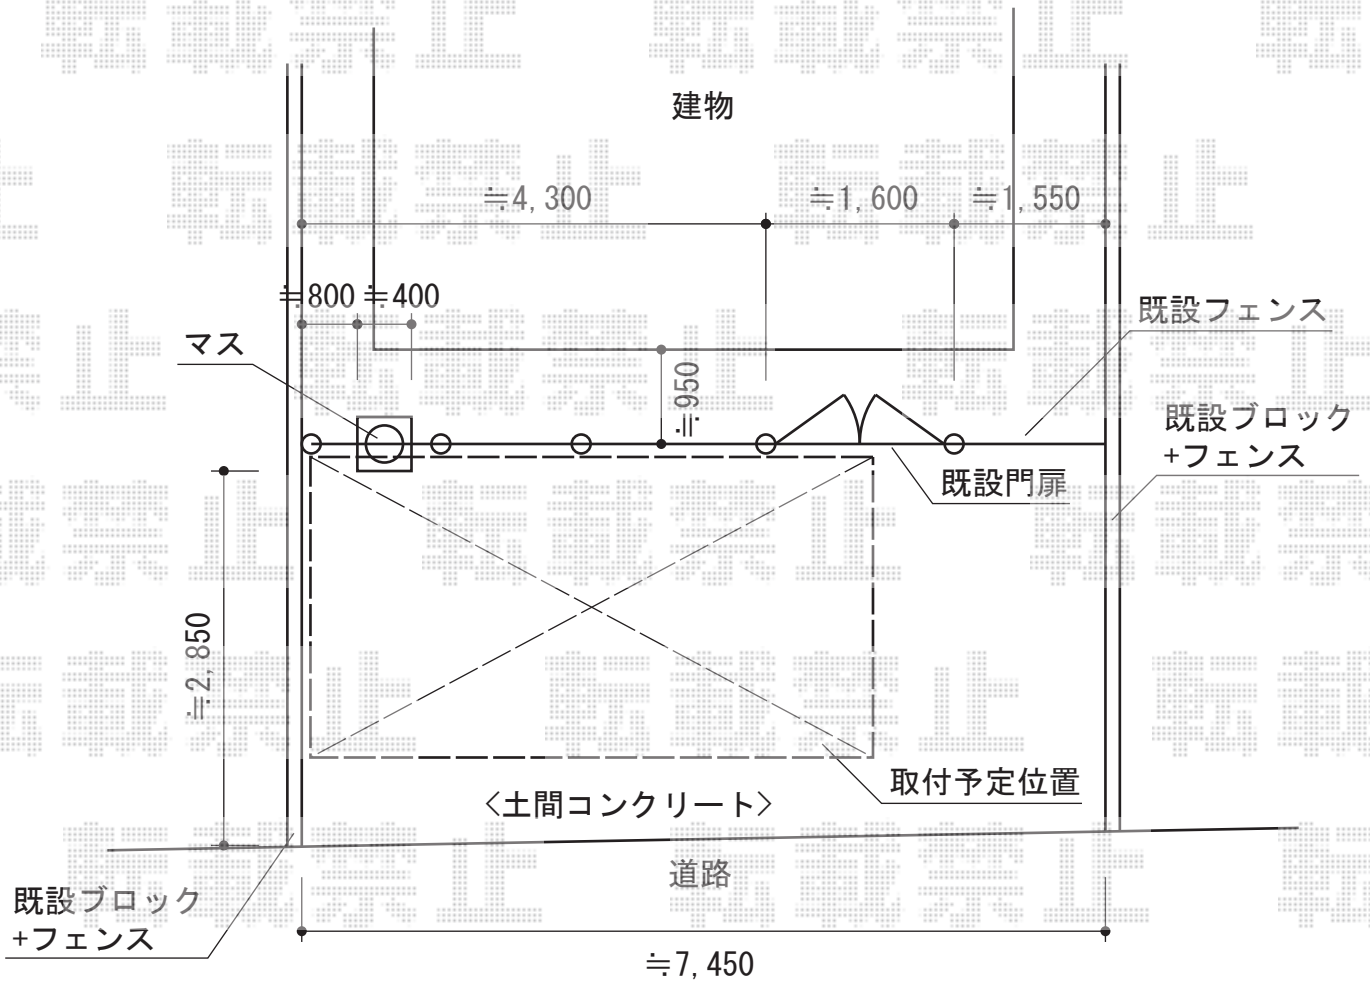 転載禁止
建物
≒4,300
≒1,600
≒1,550
≒800
≒400
マス
≒950
既設フェンス
既設ブロック
+フェンス
既設門扉
≒2,850
取付予定位置
<土間コンクリート>
道路
既設ブロック
+フェンス
≒7,450